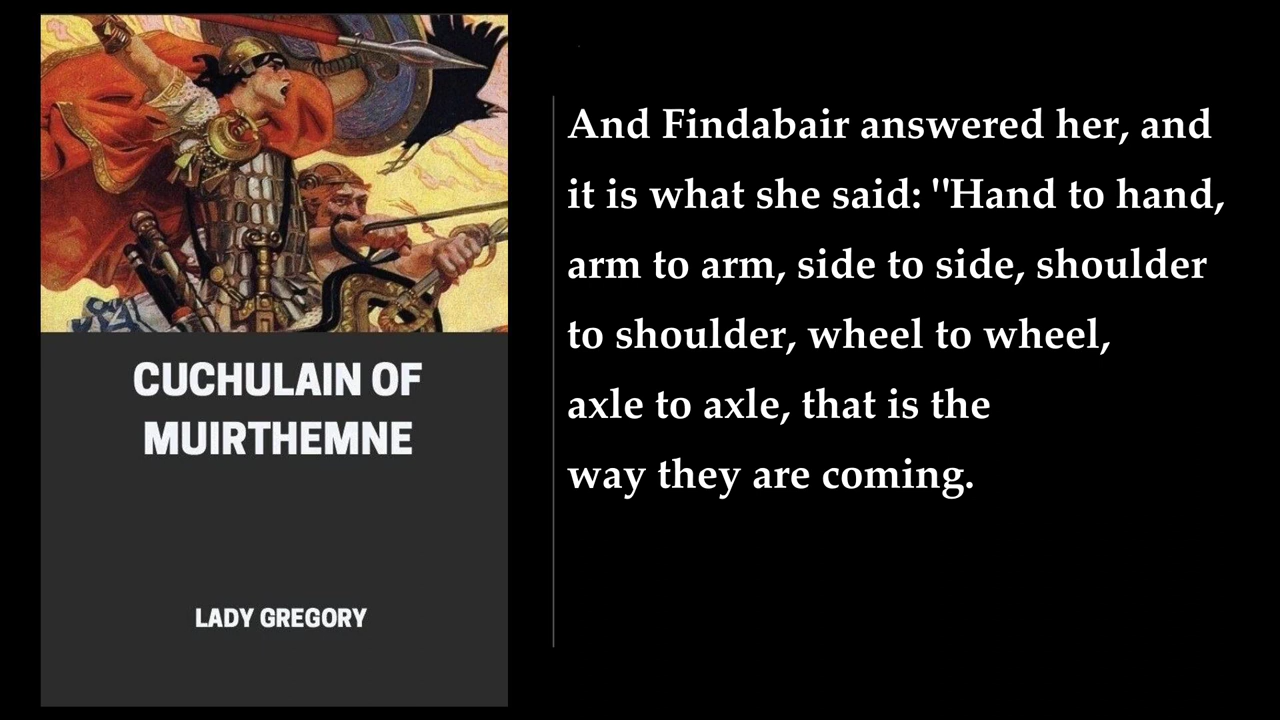 CUCHULAIN OF
MUIRTHEMNE
LADY GREGORY
And Findabair answered her, and
it is what she said: "Hand to hand,
arm to arm, side to side, shoulder
to shoulder, wheel to wheel,
axle to axle, that is the
way they are coming.